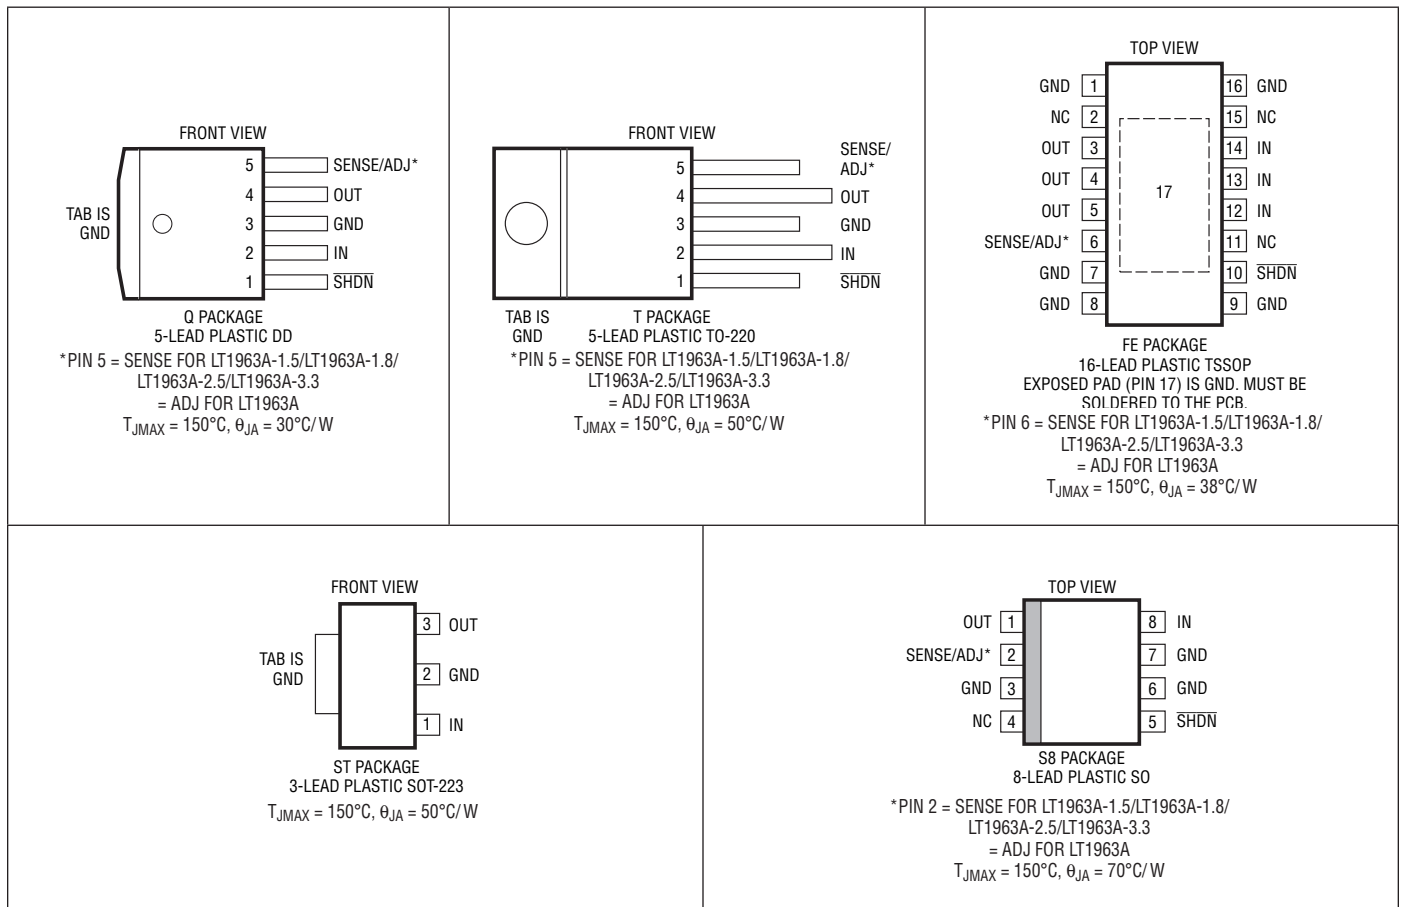 FRONT VIEW
5 SENSE/ADJ*
4 OUT
3 GND
2 IN
1 SHDN
TAB IS
GND
Q PACKAGE
5-LEAD PLASTIC DD
*PIN 5 = SENSE FOR LT1963A-1.5/LT1963A-1.8/
LT1963A-2.5/LT1963A-3.3
= ADJ FOR LT1963A
TJMAX = 150°C, θJA = 30°C/W
FRONT VIEW
SENSE/
5 ADJ*
4 OUT
3 GND
2 IN
1 SHDN
TAB IS
GND
T PACKAGE
5-LEAD PLASTIC TO-220
*PIN 5 = SENSE FOR LT1963A-1.5/LT1963A-1.8/
LT1963A-2.5/LT1963A-3.3
= ADJ FOR LT1963A
TJMAX = 150°C, θJA = 50°C/W
TOP VIEW
GND 1 16 GND
NC 2 15 NC
OUT 3 14 IN
OUT 4 13 IN
17
OUT 5 12 IN
SENSE/ADJ* 6 11 NC
GND 7 10 SHDN
GND 8 9 GND
FE PACKAGE
16-LEAD PLASTIC TSSOP
EXPOSED PAD (PIN 17) IS GND. MUST BE
SOLDERED TO THE PCB.
*PIN 6 = SENSE FOR LT1963A-1.5/LT1963A-1.8/
LT1963A-2.5/LT1963A-3.3
= ADJ FOR LT1963A
TJMAX = 150°C, θJA = 38°C/W
FRONT VIEW
3 OUT
2 GND
1 IN
TAB IS
GND
ST PACKAGE
3-LEAD PLASTIC SOT-223
TJMAX = 150°C, θJA = 50°C/W
TOP VIEW
OUT 1 8 IN
SENSE/ADJ* 2 7 GND
GND 3 6 GND
NC 4 5 SHDN
S8 PACKAGE
8-LEAD PLASTIC SO
*PIN 2 = SENSE FOR LT1963A-1.5/LT1963A-1.8/
LT1963A-2.5/LT1963A-3.3
= ADJ FOR LT1963A
TJMAX = 150°C, θJA = 70°C/W